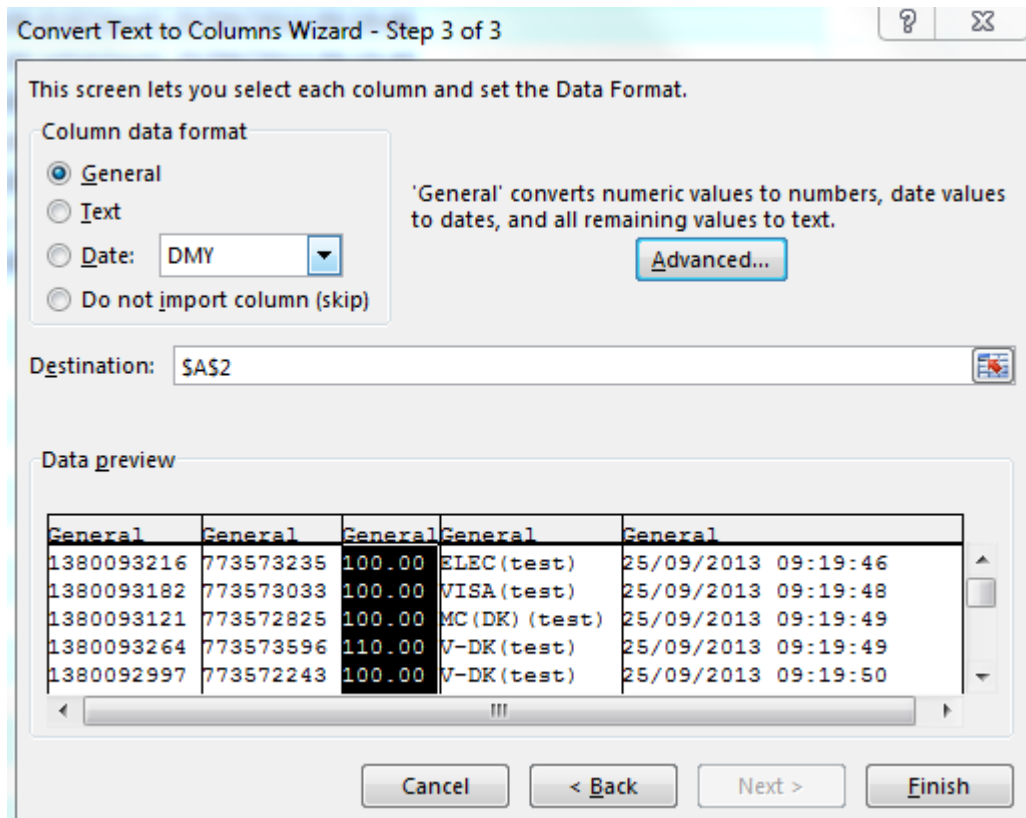 Convert Text to Columns Wizard - Step 3 of 3
This screen lets you select each column and set the Data Format.
Column data format
General
Text
Date: DMY
Do not import column (skip)
'General' converts numeric values to numbers, date values
to dates, and all remaining values to text.
Advanced...
Destination: $A$2
Data preview
General General General General General
1380093216 773573235 100.00 ELEC(test) 25/09/2013 09:19:46
1380093182 773573033 100.00 VISA(test) 25/09/2013 09:19:48
1380093121 773572825 100.00 MC(DK)(test) 25/09/2013 09:19:49
1380093264 773573596 110.00 V-DK(test) 25/09/2013 09:19:49
1380092997 773572243 100.00 V-DK(test) 25/09/2013 09:19:50
Cancel < Back Next > Finish